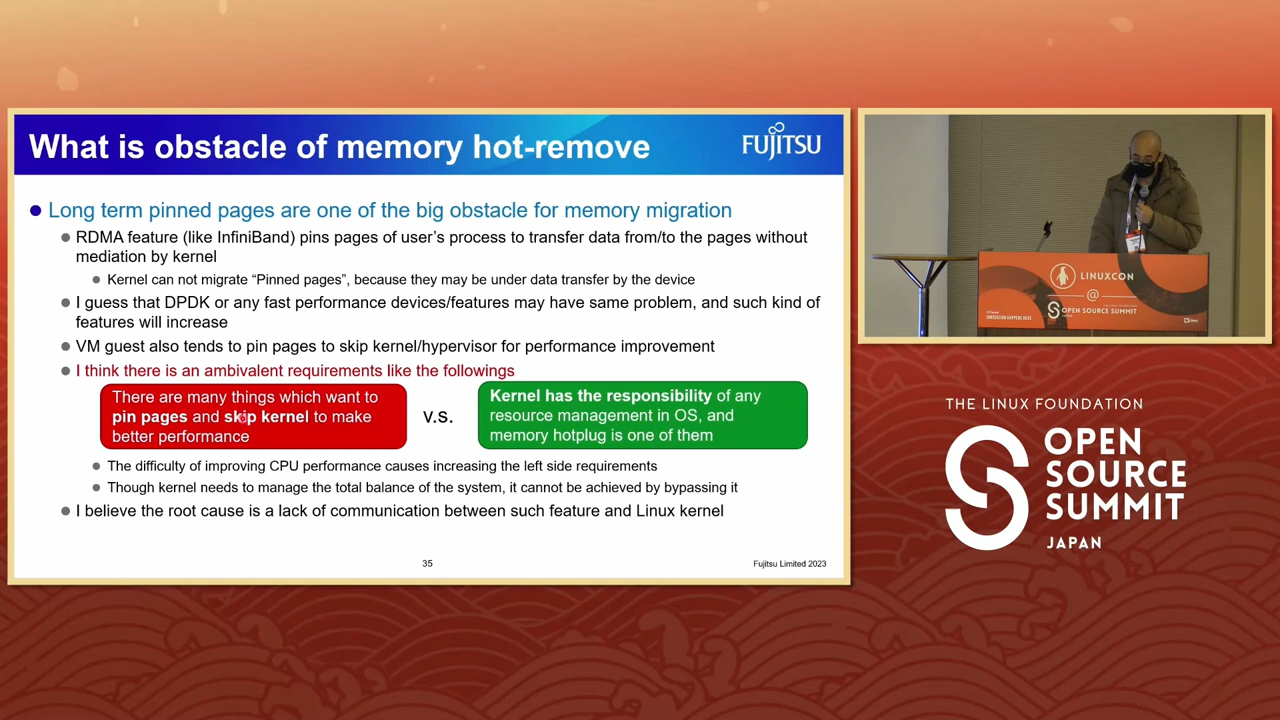 What is obstacle of memory hot-remove
FUJITSU
Long term pinned pages are one of the big obstacle for memory migration
RDMA feature (like InfiniBand) pins pages of user's process to transfer data from/to the pages without
mediation by kernel
Kernel can not migrate “Pinned pages”, because they may be under data transfer by the device
I guess that DPDK or any fast performance devices/features may have same problem, and such kind of
features will increase
VM guest also tends to pin pages to skip kernel/hypervisor for performance improvement
I think there is an ambivalent requirements like the followings
There are many things which want to
pin pages and skip kernel to make
better performance
v.s.
Kernel has the responsibility of any
resource management in OS, and
memory hotplug is one of them
The difficulty of improving CPU performance causes increasing the left side requirements
Though kernel needs to manage the total balance of the system, it cannot be achieved by bypassing it
I believe the root cause is a lack of communication between such feature and Linux kernel
35
Fujitsu Limited 2023
LINUXCON
@
OPEN SOURCE SUMMIT
THE LINUX FOUNDATION
OPEN
SOURCE
SUMMIT
JAPAN